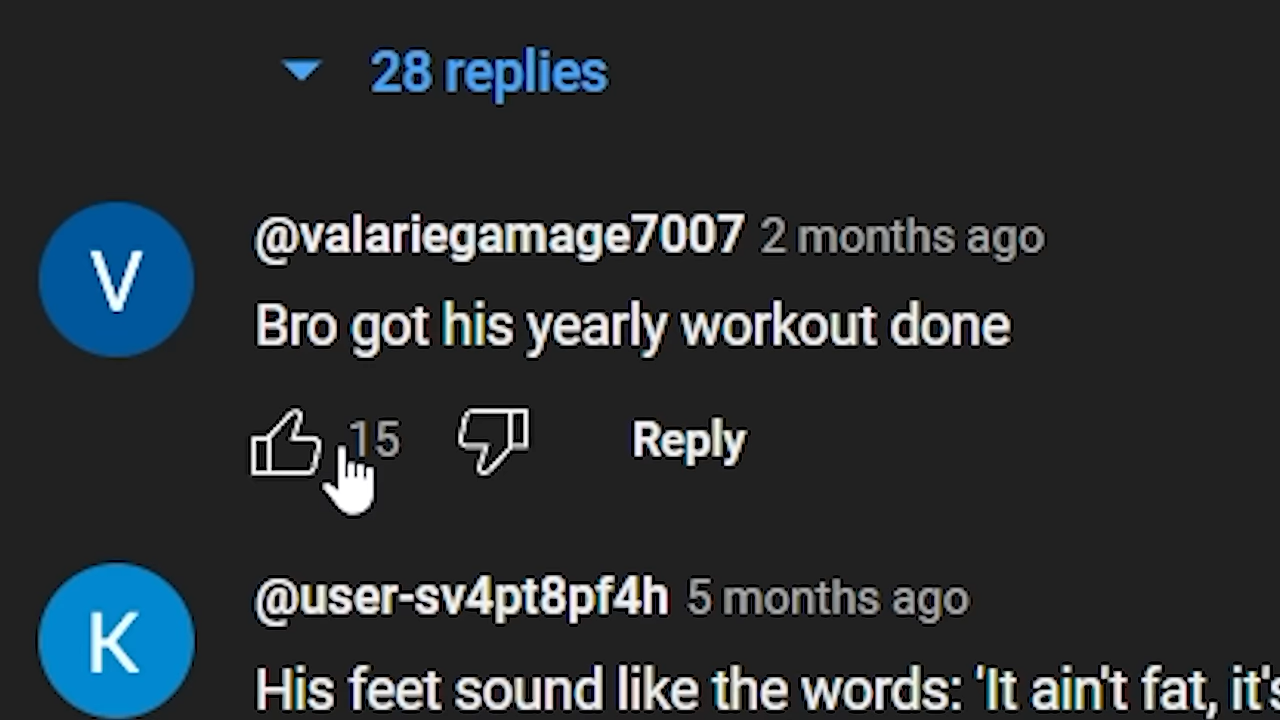 28 replies
V
@valariegamage7007 2 months ago
Bro got his yearly workout done
15
Reply
K
@user-sv4pt8pf4h 5 months ago
His feet sound like the words: 'It ain't fat, it's